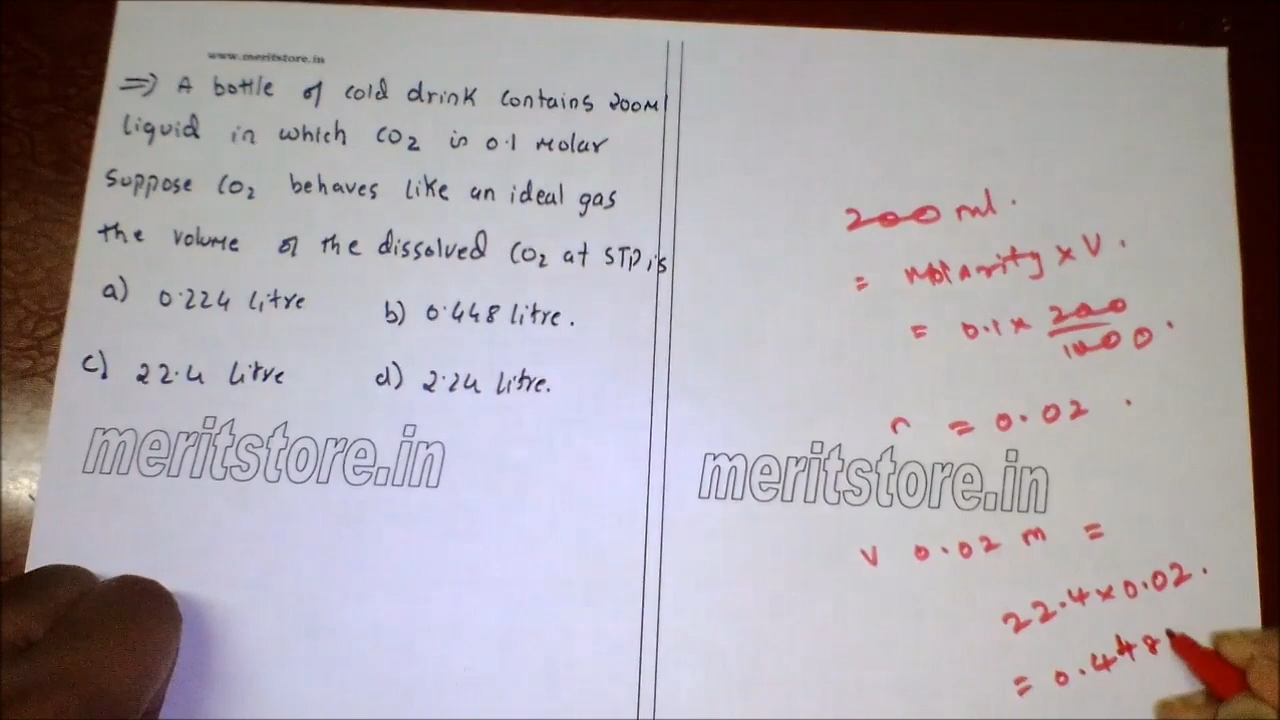 www.meritstore.in
=) A bottle of cold drink contains 200Ml
liquid in which CO2 is 0.1 molar
suppose CO2 behaves like an ideal gas
the volume of the dissolved CO2 at STP is
a) 0.224 litre b) 0.448 litre.
c) 22.4 litre d) 2.24 litre.
meritstore.in
200 ml.
= molarity x V.
= 0.1 x 200/1000.
n = 0.02.
meritstore.in
V 0.02 m =
22.4 x 0.02.
= 0.448